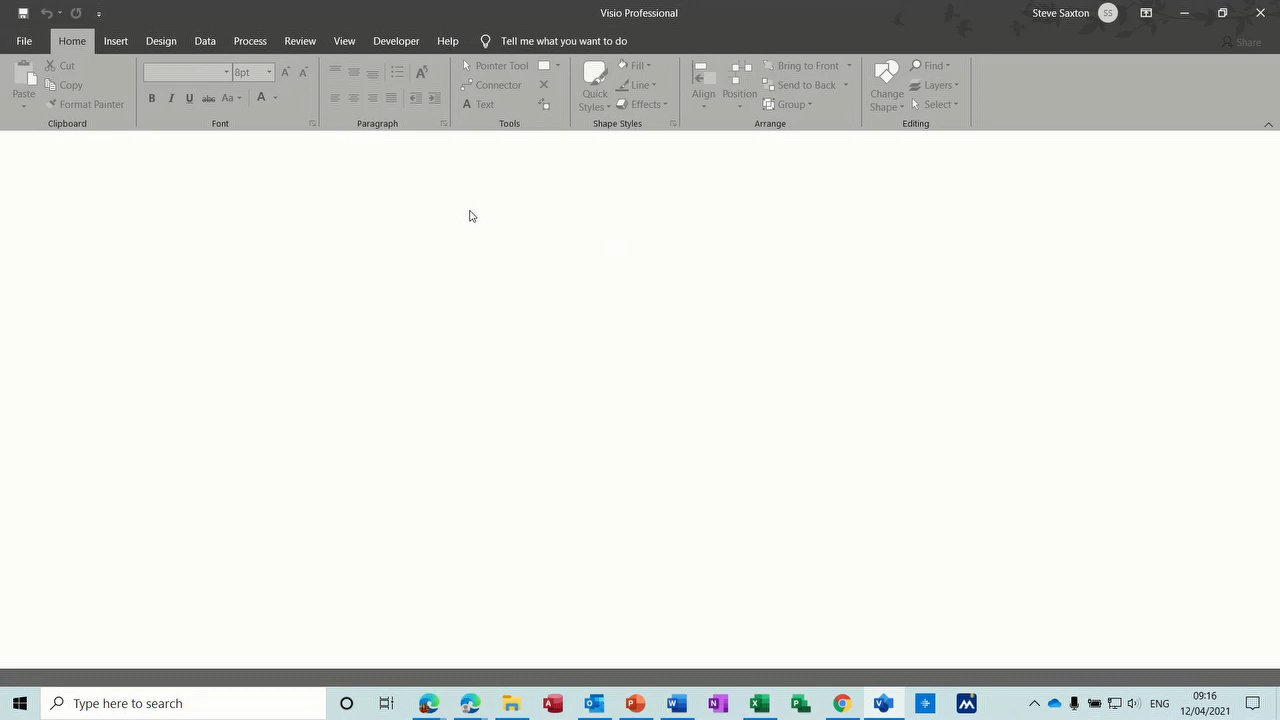 Visio Professional
Steve Saxton SS
File Home Insert Design Data Process Review View Developer Help Tell me what you want to do Share
Paste Cut Copy Format Painter
8pt
B I U abc Aa A
Pointer Tool
Connector
Text
Quick Styles
Fill
Line
Effects
Align
Position
Bring to Front
Send to Back
Group
Change Shape
Find
Layers
Select
Clipboard Font Paragraph Tools Shape Styles Arrange Editing
Type here to search
ENG
09:16
12/04/2021